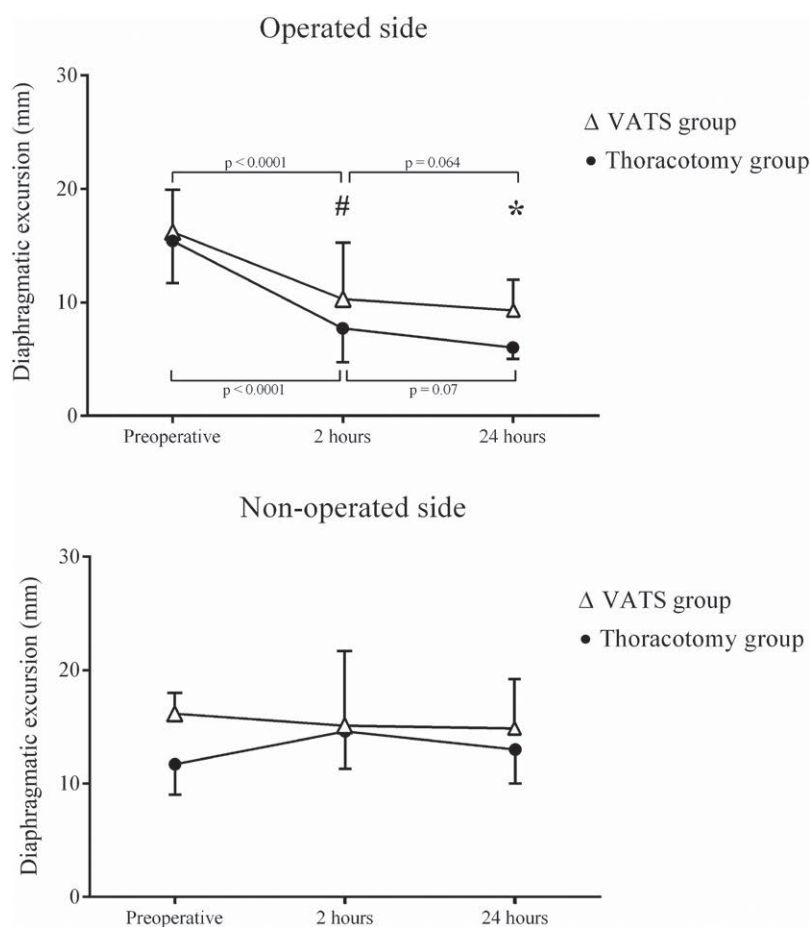 Operated side
Diaphragmatic excursion (mm)
30
20
10
0
p < 0.0001
p = 0.064
#
*
p < 0.0001
p = 0.07
Preoperative
2 hours
24 hours
Δ VATS group
● Thoracotomy group
Non-operated side
Diaphragmatic excursion (mm)
30
20
10
0
Preoperative
2 hours
24 hours
Δ VATS group
● Thoracotomy group